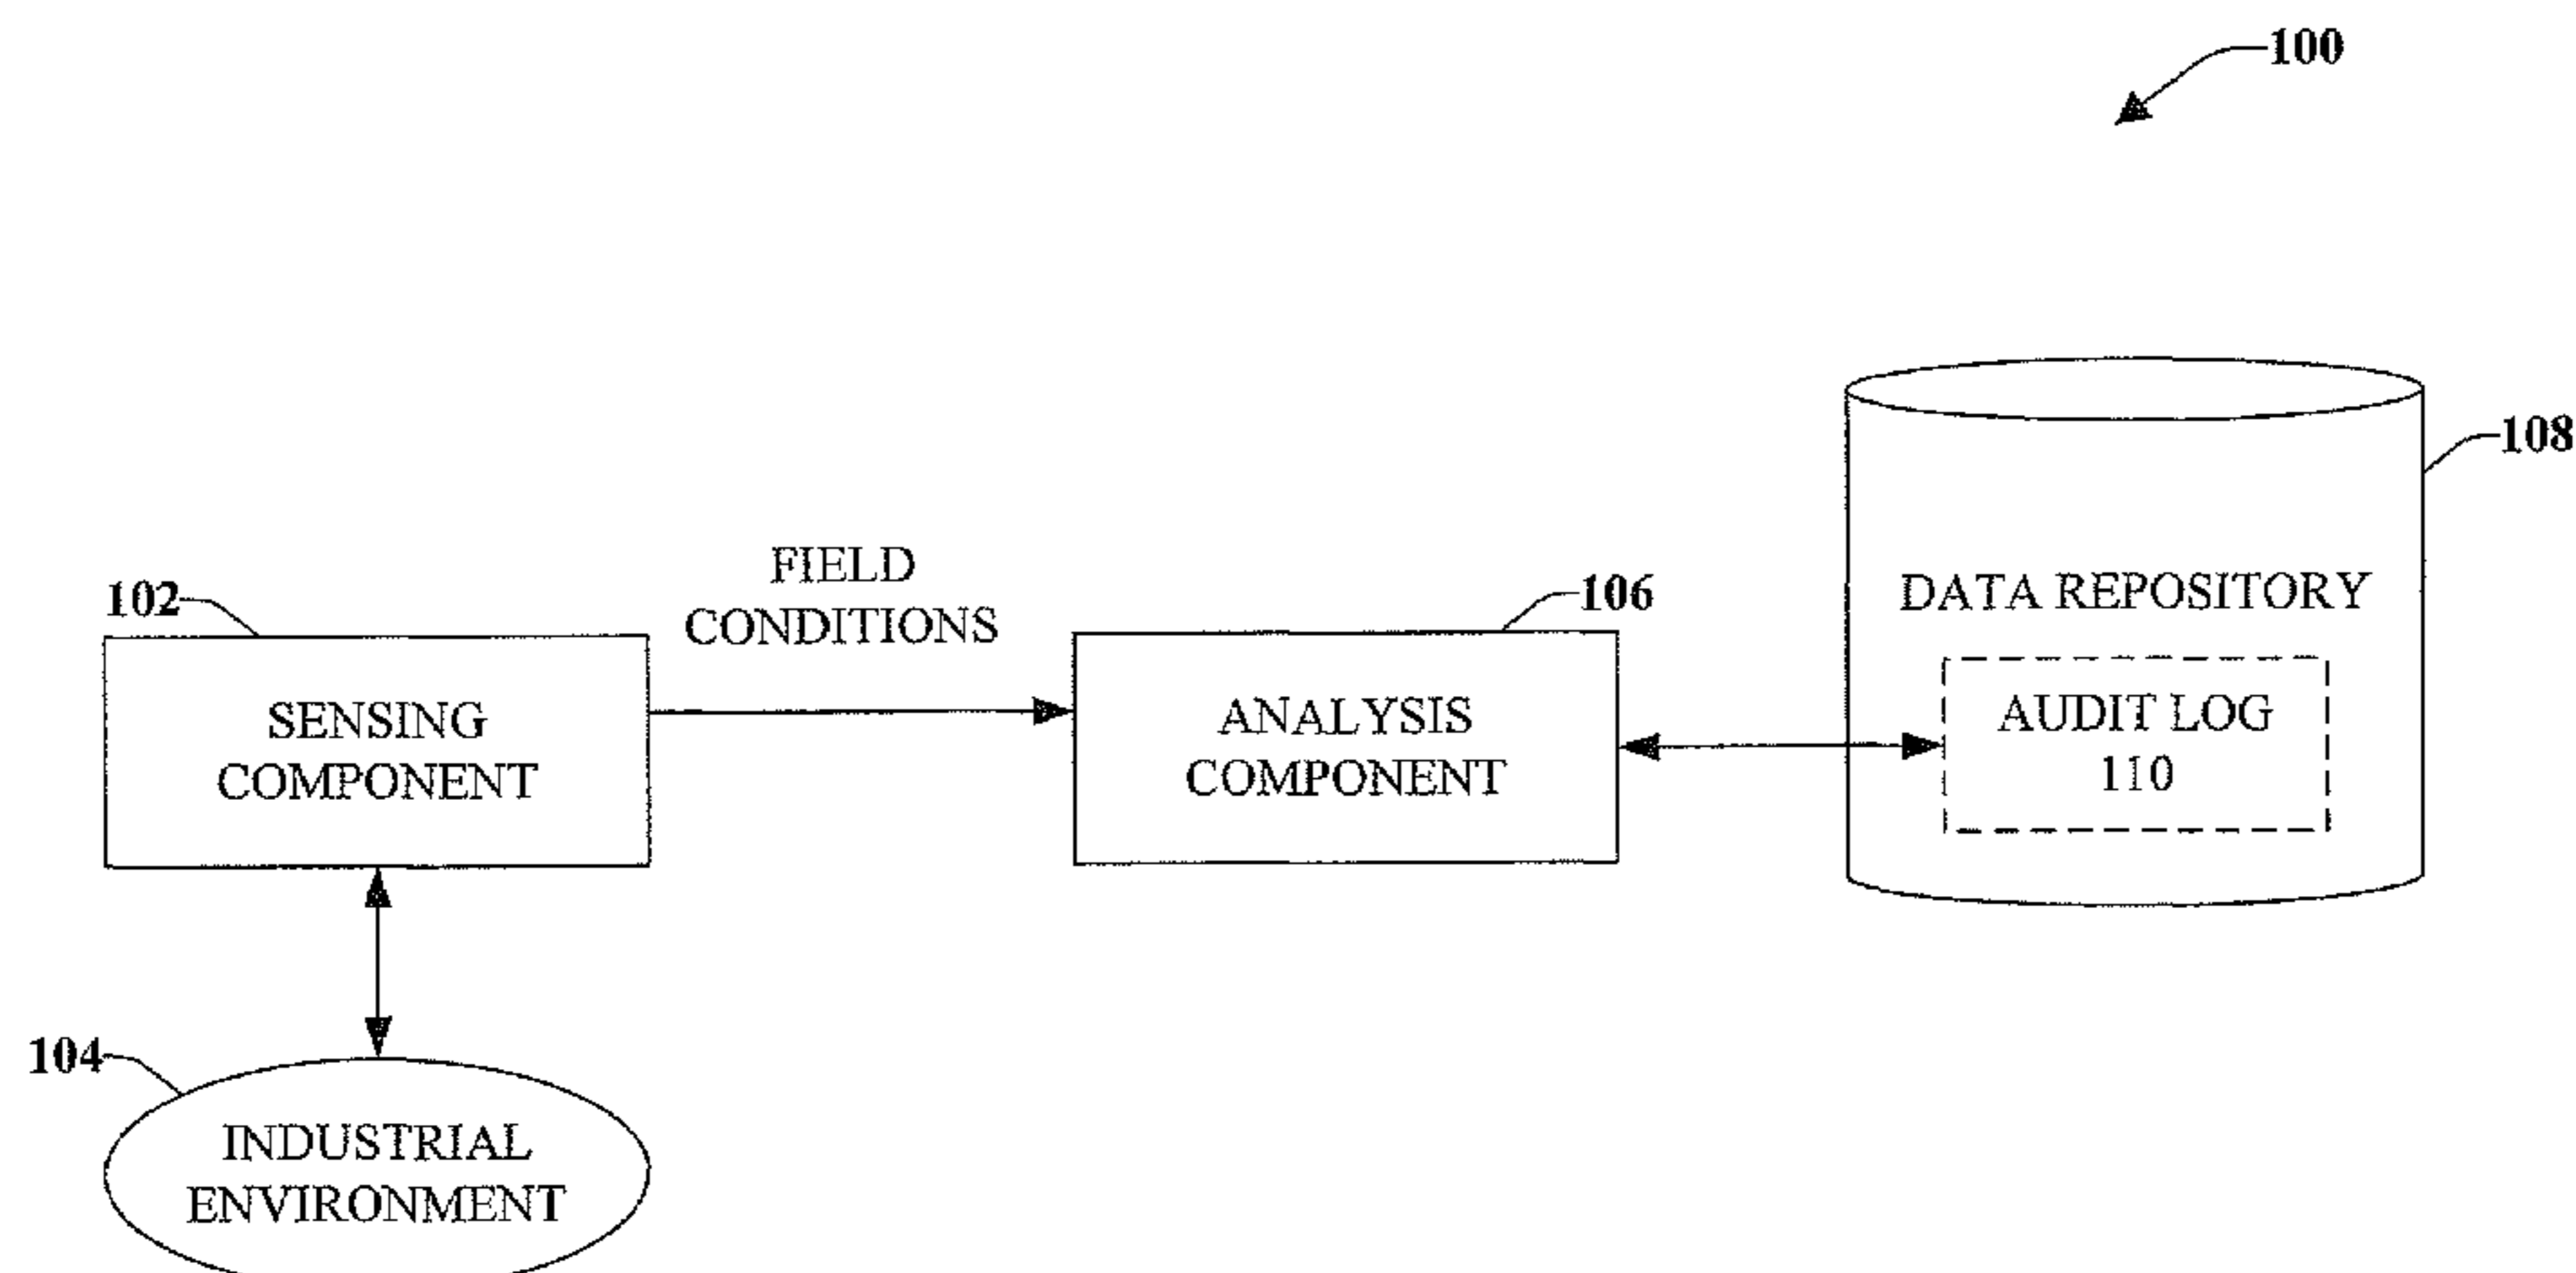 100
108
FIELD
CONDITIONS
102
106
DATA REPOSITORY
SENSING
COMPONENT
ANALYSIS
COMPONENT
AUDIT LOG
110
104
INDUSTRIAL
ENVIRONMENT